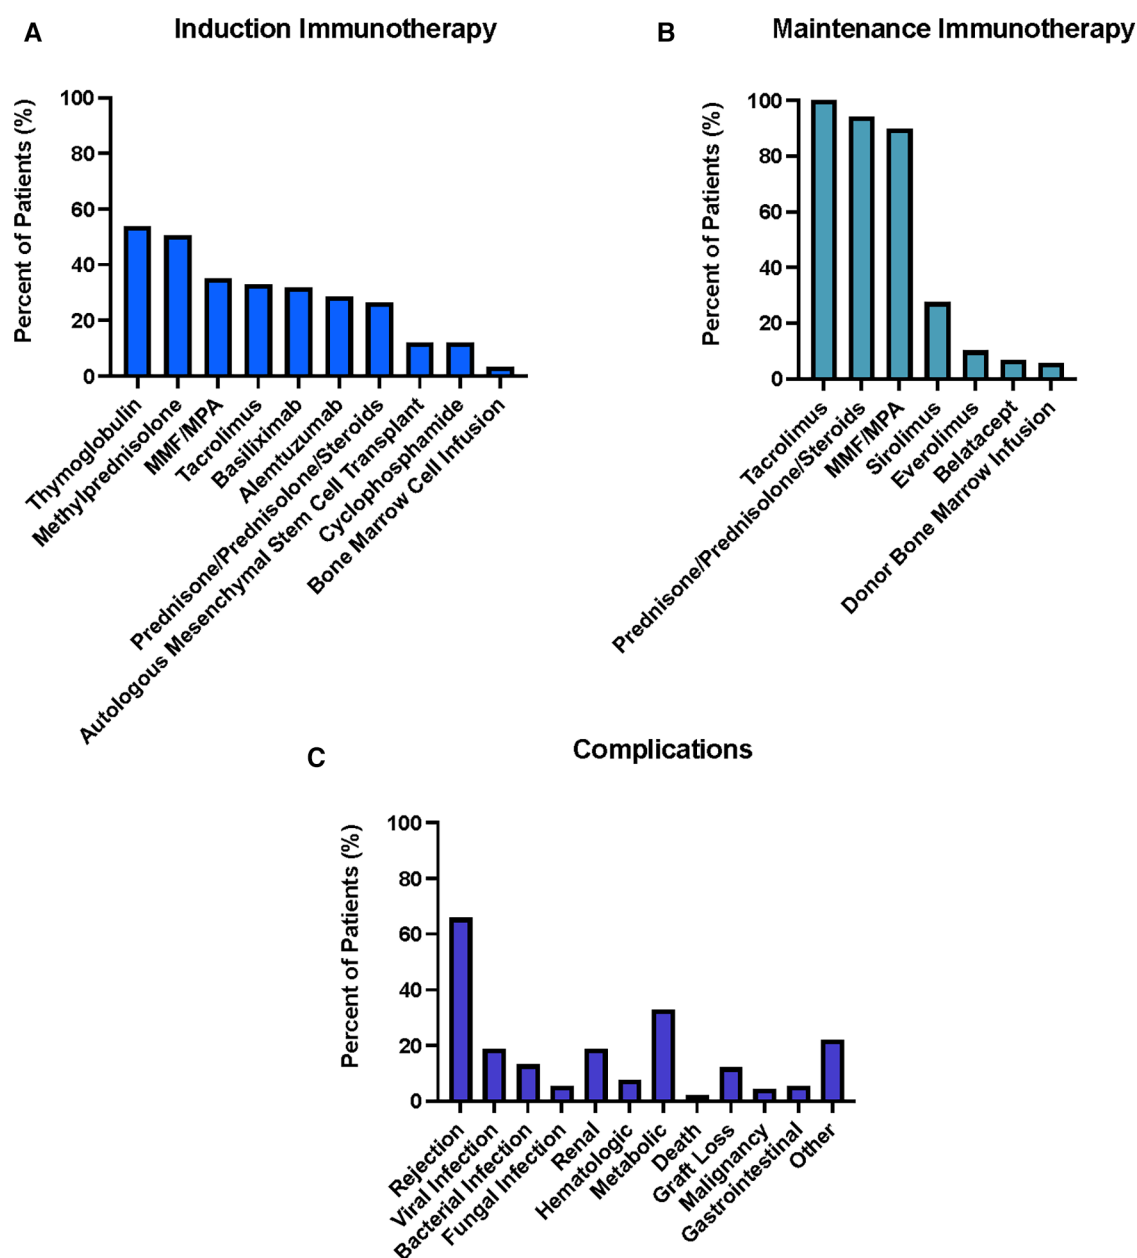 A
Induction Immunotherapy
Percent of Patients (%)
100
80
60
40
20
0
Thymoglobulin
Methylprednisolone
MMF/MPA
Tacrolimus
Basiliximab
Alemtuzumab
Prednisone/Prednisolone/Steroids
Autologous Mesenchymal Stem Cell Transplant
Cyclophosphamide
Bone Marrow Cell Infusion
B
Maintenance Immunotherapy
Percent of Patients (%)
100
80
60
40
20
0
Tacrolimus
Prednisone/Prednisolone/Steroids
MMF/MPA
Sirolimus
Everolimus
Belatacept
Donor Bone Marrow Infusion
C
Complications
Percent of Patients (%)
100
80
60
40
20
0
Rejection
Viral Infection
Bacterial Infection
Fungal Infection
Renal
Hematologic
Metabolic
Death
Graft Loss
Malignancy
Gastrointestinal
Other